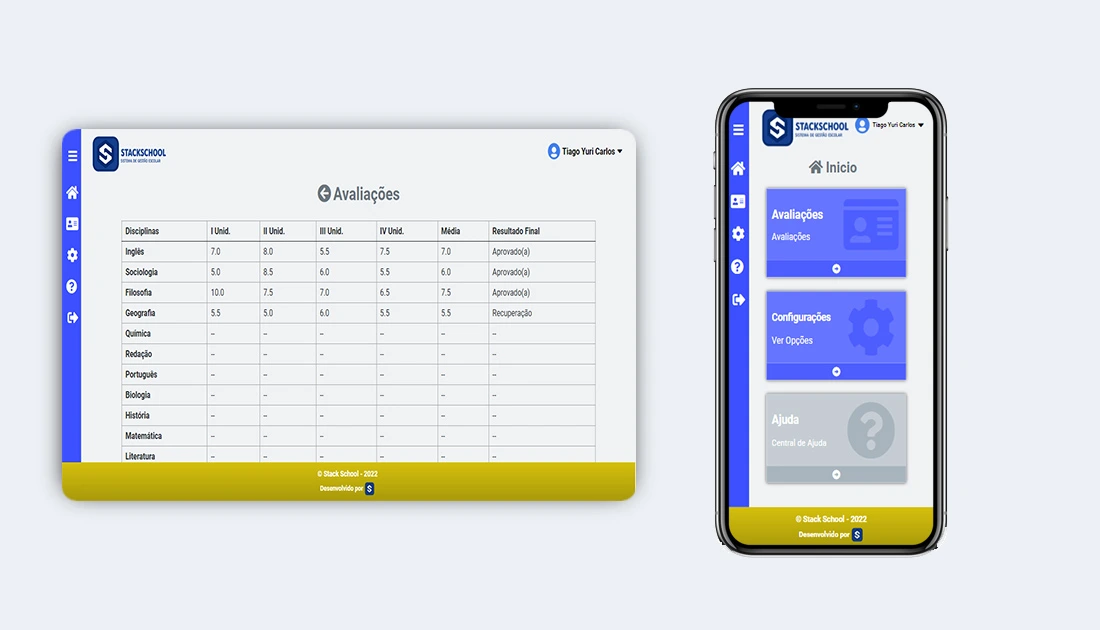 STACKSCHOOL
SISTEMA DE GESTÃO ESCOLAR
Tiago Yuri Carlos
Avaliações
Disciplinas I Unid. II Unid. III Unid. IV Unid. Média Resultado Final
Inglês 7.0 8.0 5.5 7.5 7.0 Aprovado(a)
Sociologia 5.0 8.5 6.0 5.5 6.0 Aprovado(a)
Filosofia 10.0 7.5 7.0 6.5 7.5 Aprovado(a)
Geografia 5.5 5.0 6.0 5.5 5.5 Recuperação
Química -- -- -- -- -- --
Redação -- -- -- -- -- --
Português -- -- -- -- -- --
Biologia -- -- -- -- -- --
História -- -- -- -- -- --
Matemática -- -- -- -- -- --
Literatura -- -- -- -- -- --
© Stack School - 2022
Desenvolvido por S
STACKSCHOOL
SISTEMA DE GESTÃO ESCOLAR
Tiago Yuri Carlos
Inicio
Avaliações
Avaliações
Configurações
Ver Opções
Ajuda
Central de Ajuda
© Stack School - 2022
Desenvolvido por S